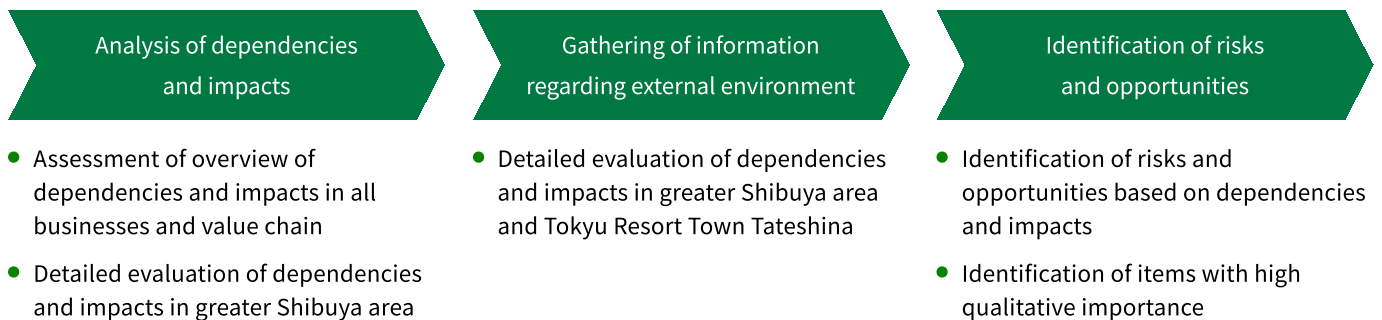 Analysis of dependencies
and impacts
Assessment of overview of
dependencies and impacts in all
businesses and value chain
Detailed evaluation of dependencies
and impacts in greater Shibuya area
Gathering of information
regarding external environment
Detailed evaluation of dependencies
and impacts in greater Shibuya area
and Tokyu Resort Town Tateshina
Identification of risks
and opportunities
Identification of risks and
opportunities based on dependencies
and impacts
Identification of items with high
qualitative importance